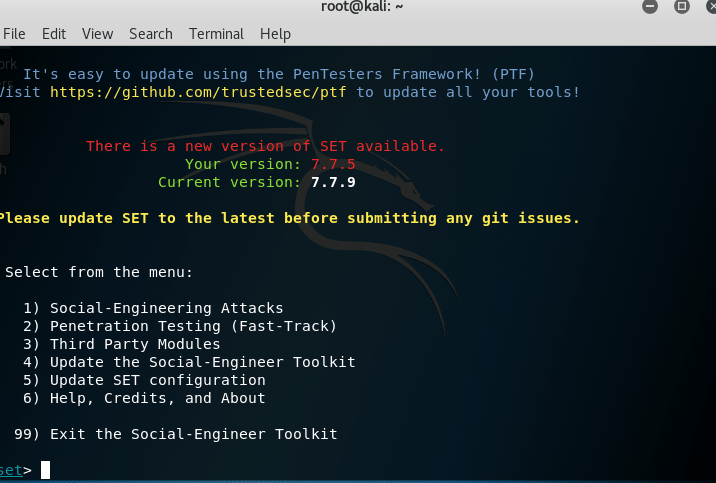 root@kali: ~
File Edit View Search Terminal Help
It's easy to update using the PenTesters Framework! (PTF)
Visit https://github.com/trustedsec/ptf to update all your tools!
There is a new version of SET available.
Your version: 7.7.5
Current version: 7.7.9
Please update SET to the latest before submitting any git issues.
Select from the menu:
1) Social-Engineering Attacks
2) Penetration Testing (Fast-Track)
3) Third Party Modules
4) Update the Social-Engineer Toolkit
5) Update SET configuration
6) Help, Credits, and About
99) Exit the Social-Engineer Toolkit
set>